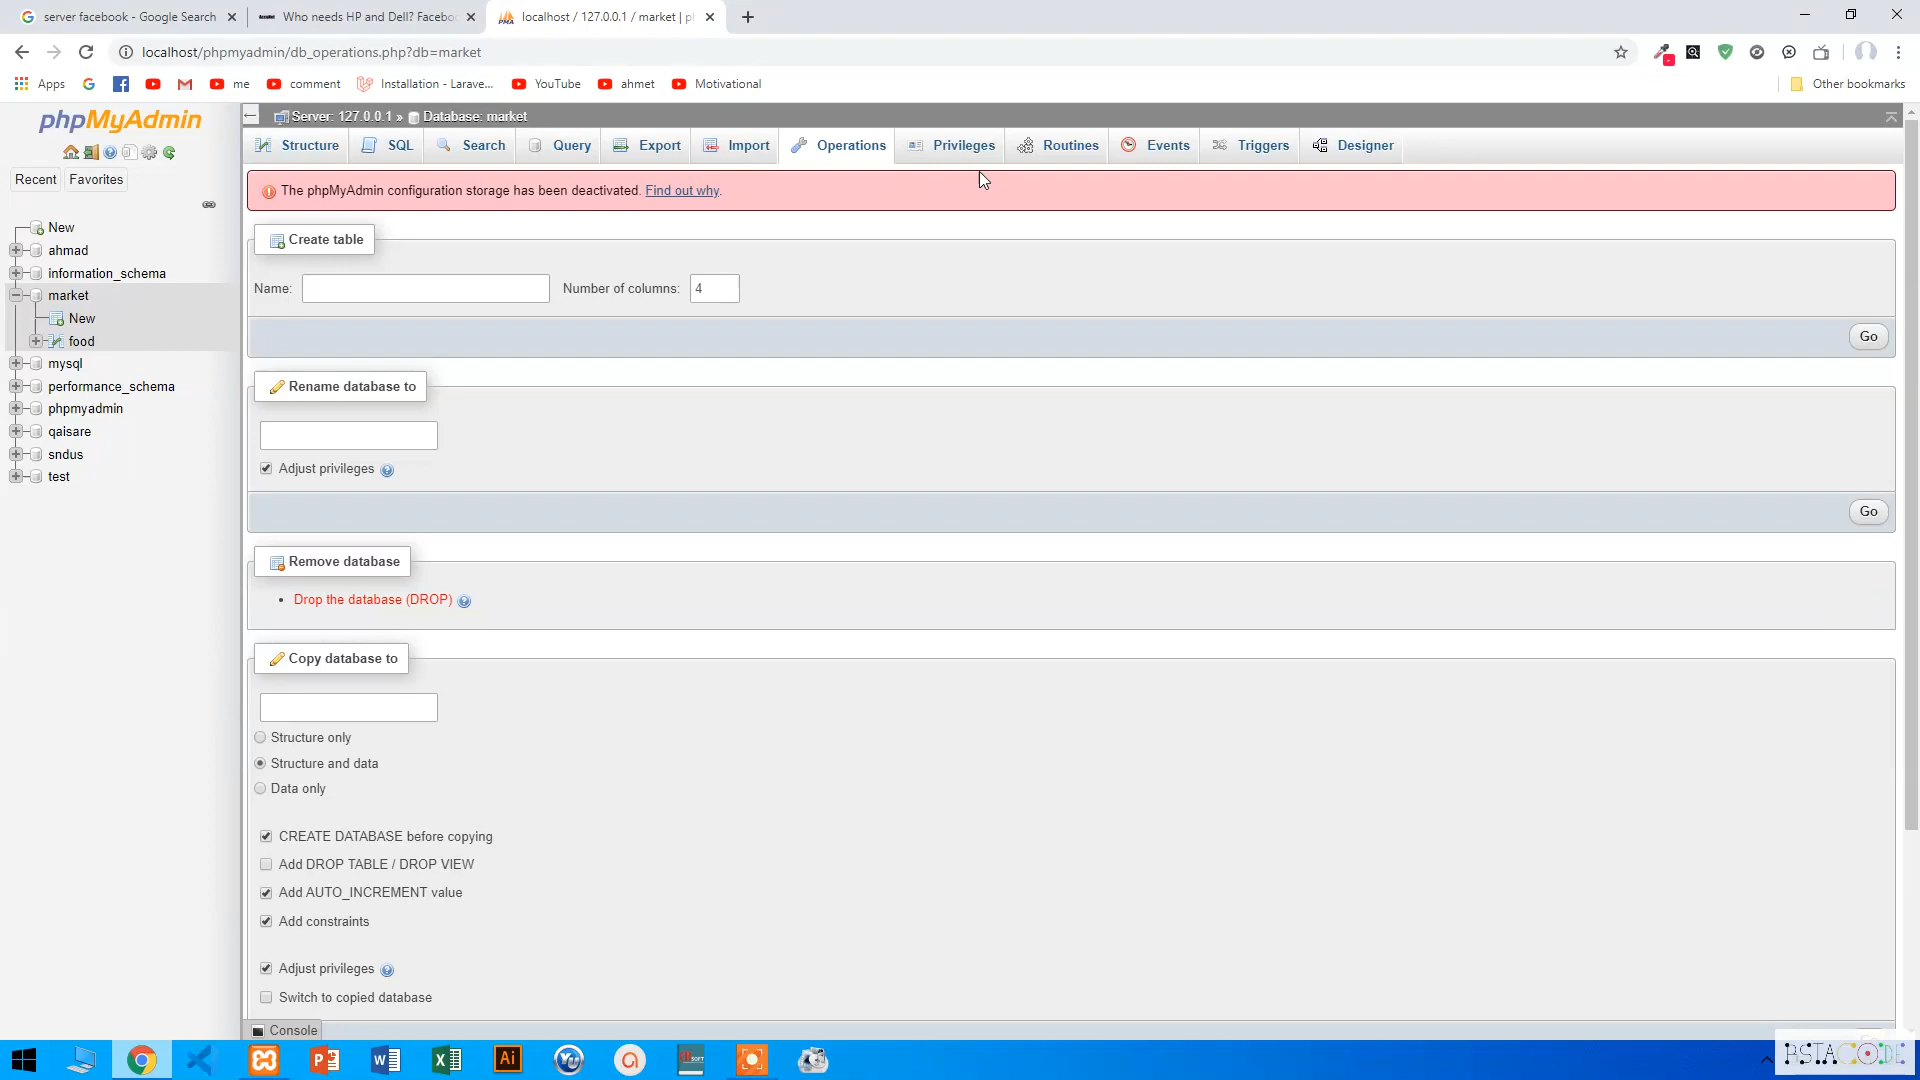 server facebook - Google Search
Who needs HP and Dell? Facebo
localhost / 127.0.0.1 / market | p
localhost/phpmyadmin/db_operations.php?db=market
Apps
me
comment
Installation - Larave...
YouTube
ahmet
Motivational
Other bookmarks
phpMyAdmin
Server: 127.0.0.1 » Database: market
Structure
SQL
Search
Query
Export
Import
Operations
Privileges
Routines
Events
Triggers
Designer
Recent
Favorites
The phpMyAdmin configuration storage has been deactivated. Find out why.
New
ahmad
information_schema
market
New
food
mysql
performance_schema
phpmyadmin
qaisare
sndus
test
Create table
Name:
Number of columns: 4
Go
Rename database to
Adjust privileges
Go
Remove database
• Drop the database (DROP)
Copy database to
Structure only
Structure and data
Data only
CREATE DATABASE before copying
Add DROP TABLE / DROP VIEW
Add AUTO_INCREMENT value
Add constraints
Adjust privileges
Switch to copied database
Console
Ai
RSTACODE